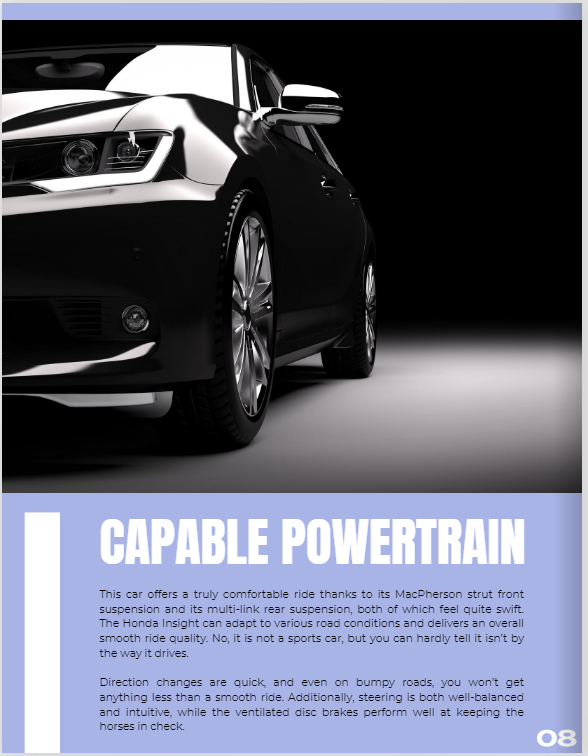 CAPABLE POWERTRAIN
This car offers a truly comfortable ride thanks to its MacPherson strut front
suspension and its multi-link rear suspension, both of which feel quite swift.
The Honda Insight can adapt to various road conditions and delivers an overall
smooth ride quality. No, it is not a sports car, but you can hardly tell it isn't by
the way it drives.
Direction changes are quick, and even on bumpy roads, you won't get
anything less than a smooth ride. Additionally, steering is both well-balanced
and intuitive, while the ventilated disc brakes perform well at keeping the
horses in check.
08